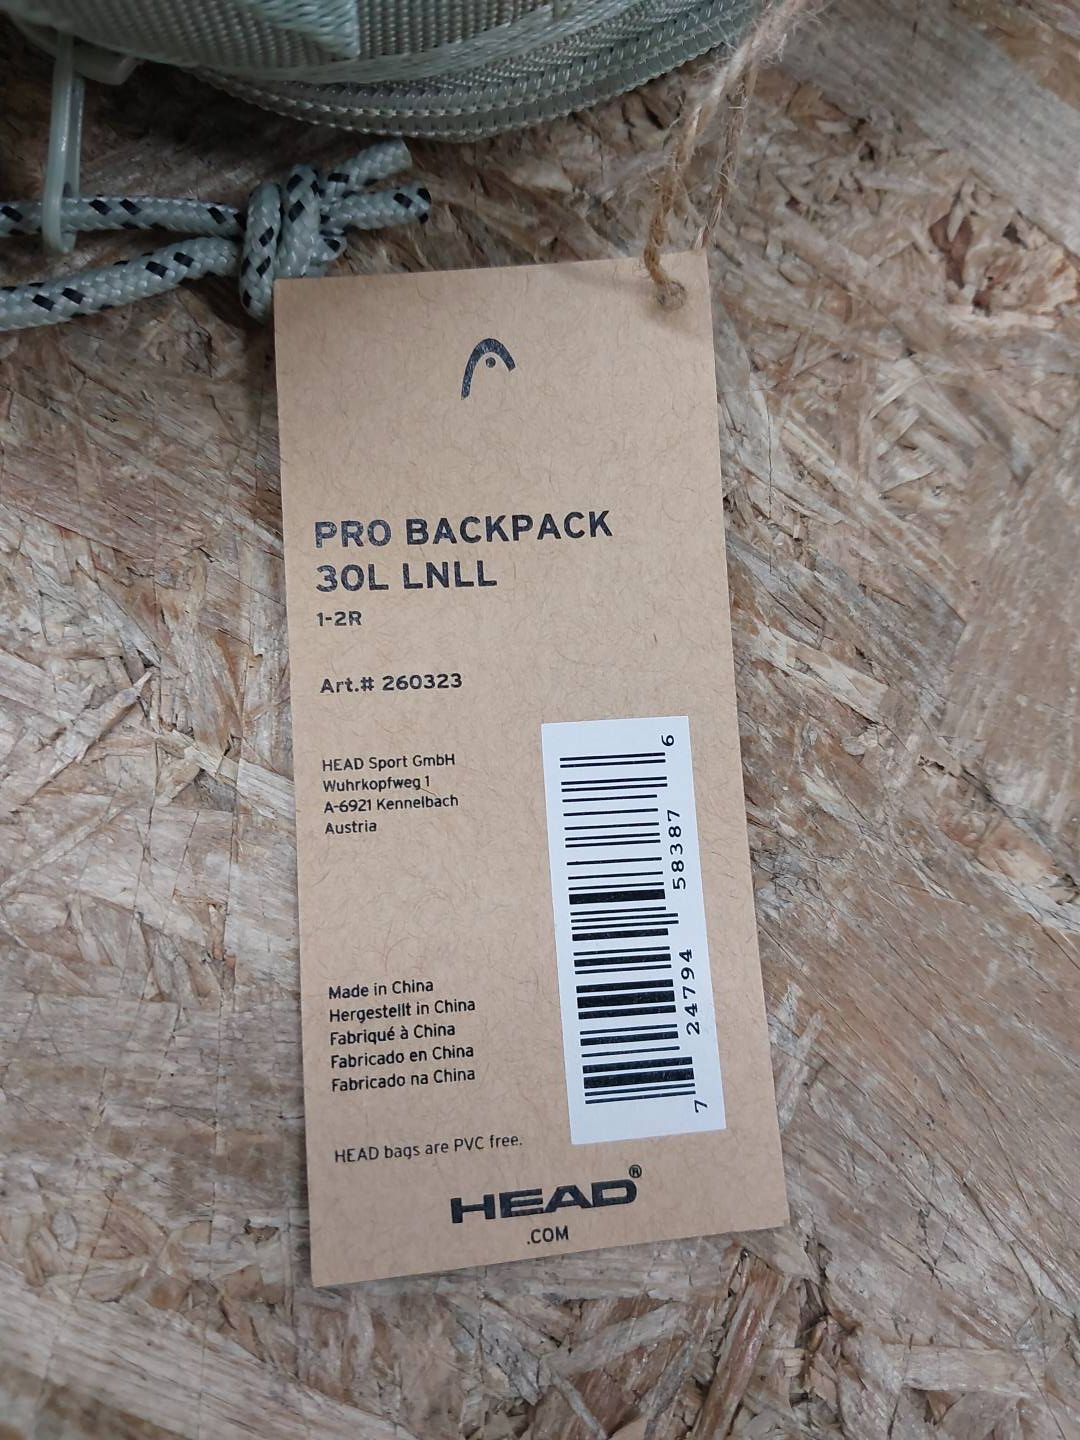 PRO BACKPACK
30L LNLL
1-2R
Art.# 260323
HEAD Sport GmbH
Wuhrkopfweg 1
A-6921 Kennelbach
Austria
7 24794 58387 6
Made in China
Hergestellt in China
Fabriqué à China
Fabricado en China
Fabricado na China
HEAD bags are PVC free.
HEAD®
.COM